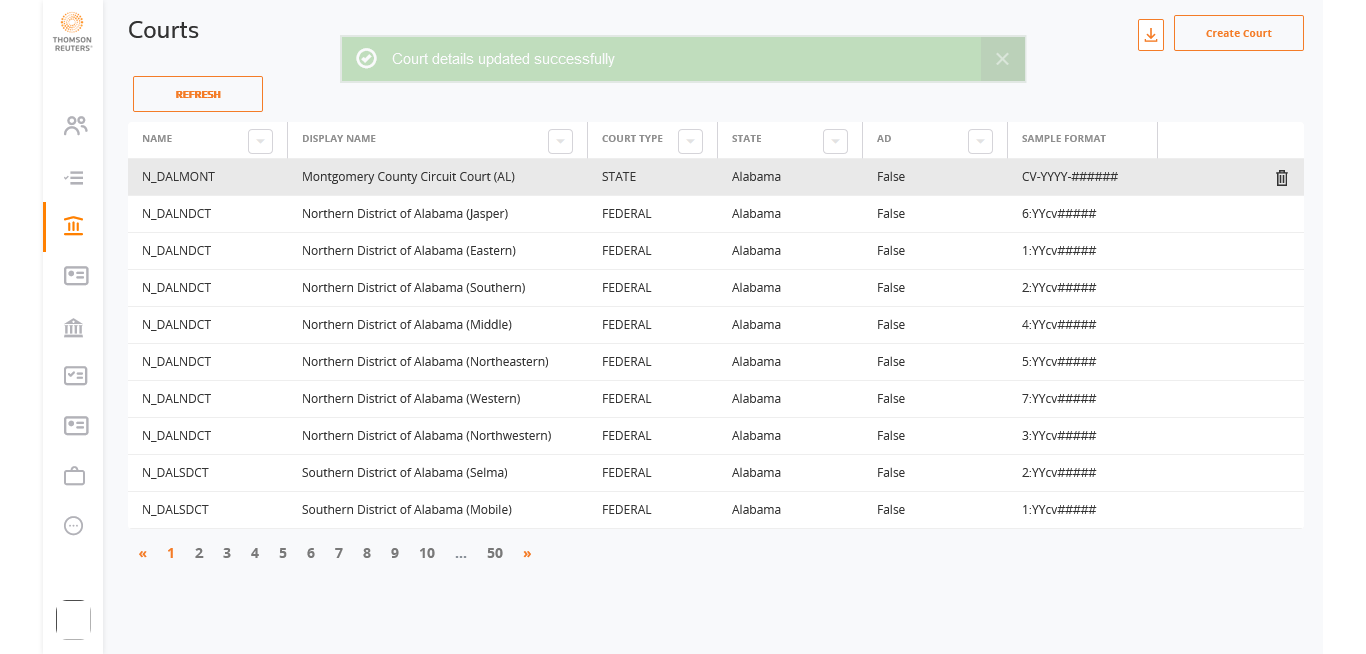 THOMSON
REUTERS®
Courts
Court details updated successfully
Create Court
REFRESH
NAME DISPLAY NAME COURT TYPE STATE AD SAMPLE FORMAT
N_DALMONT Montgomery County Circuit Court (AL) STATE Alabama False CV-YYYY-######
N_DALNDCT Northern District of Alabama (Jasper) FEDERAL Alabama False 6:YYcv#####
N_DALNDCT Northern District of Alabama (Eastern) FEDERAL Alabama False 1:YYcv#####
N_DALNDCT Northern District of Alabama (Southern) FEDERAL Alabama False 2:YYcv#####
N_DALNDCT Northern District of Alabama (Middle) FEDERAL Alabama False 4:YYcv#####
N_DALNDCT Northern District of Alabama (Northeastern) FEDERAL Alabama False 5:YYcv#####
N_DALNDCT Northern District of Alabama (Western) FEDERAL Alabama False 7:YYcv#####
N_DALNDCT Northern District of Alabama (Northwestern) FEDERAL Alabama False 3:YYcv#####
N_DALSDCT Southern District of Alabama (Selma) FEDERAL Alabama False 2:YYcv#####
N_DALSDCT Southern District of Alabama (Mobile) FEDERAL Alabama False 1:YYcv#####
« 1 2 3 4 5 6 7 8 9 10 ... 50 »